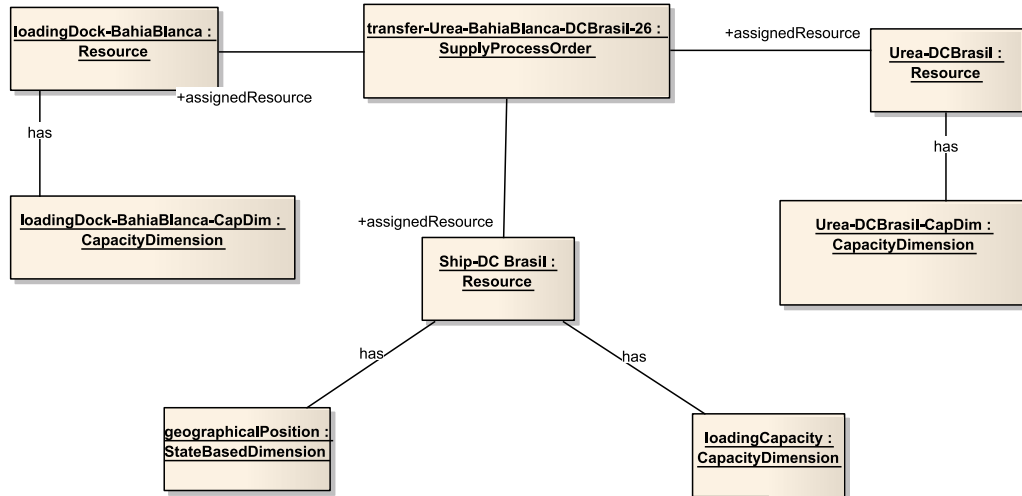 loadingDock-BahiaBlanca :
Resource
transfer-Urea-BahiaBlanca-DCBrasil-26 :
SupplyProcessOrder
+assignedResource
Urea-DCBrasil :
Resource
+assignedResource
has
has
loadingDock-BahiaBlanca-CapDim :
CapacityDimension
+assignedResource
Urea-DCBrasil-CapDim :
CapacityDimension
Ship-DC Brasil :
Resource
has
has
geographicalPosition :
StateBasedDimension
loadingCapacity :
CapacityDimension